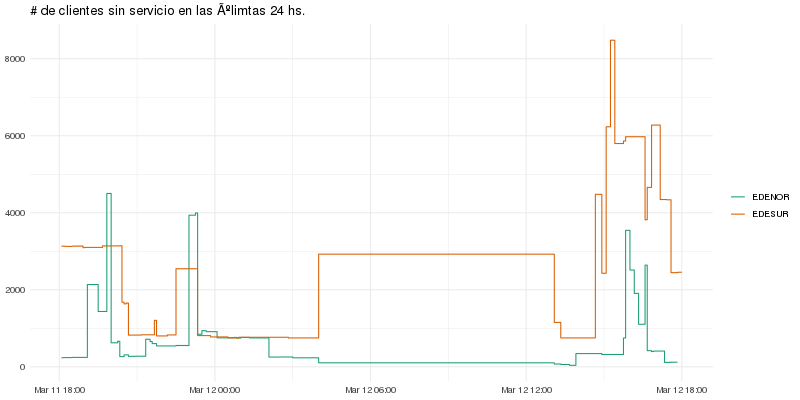 # de clientes sin servicio en las Ãºlimtas 24 hs.
8000
6000
4000
2000
0
Mar 11 18:00
Mar 12 00:00
Mar 12 06:00
Mar 12 12:00
Mar 12 18:00
EDENOR
EDESUR